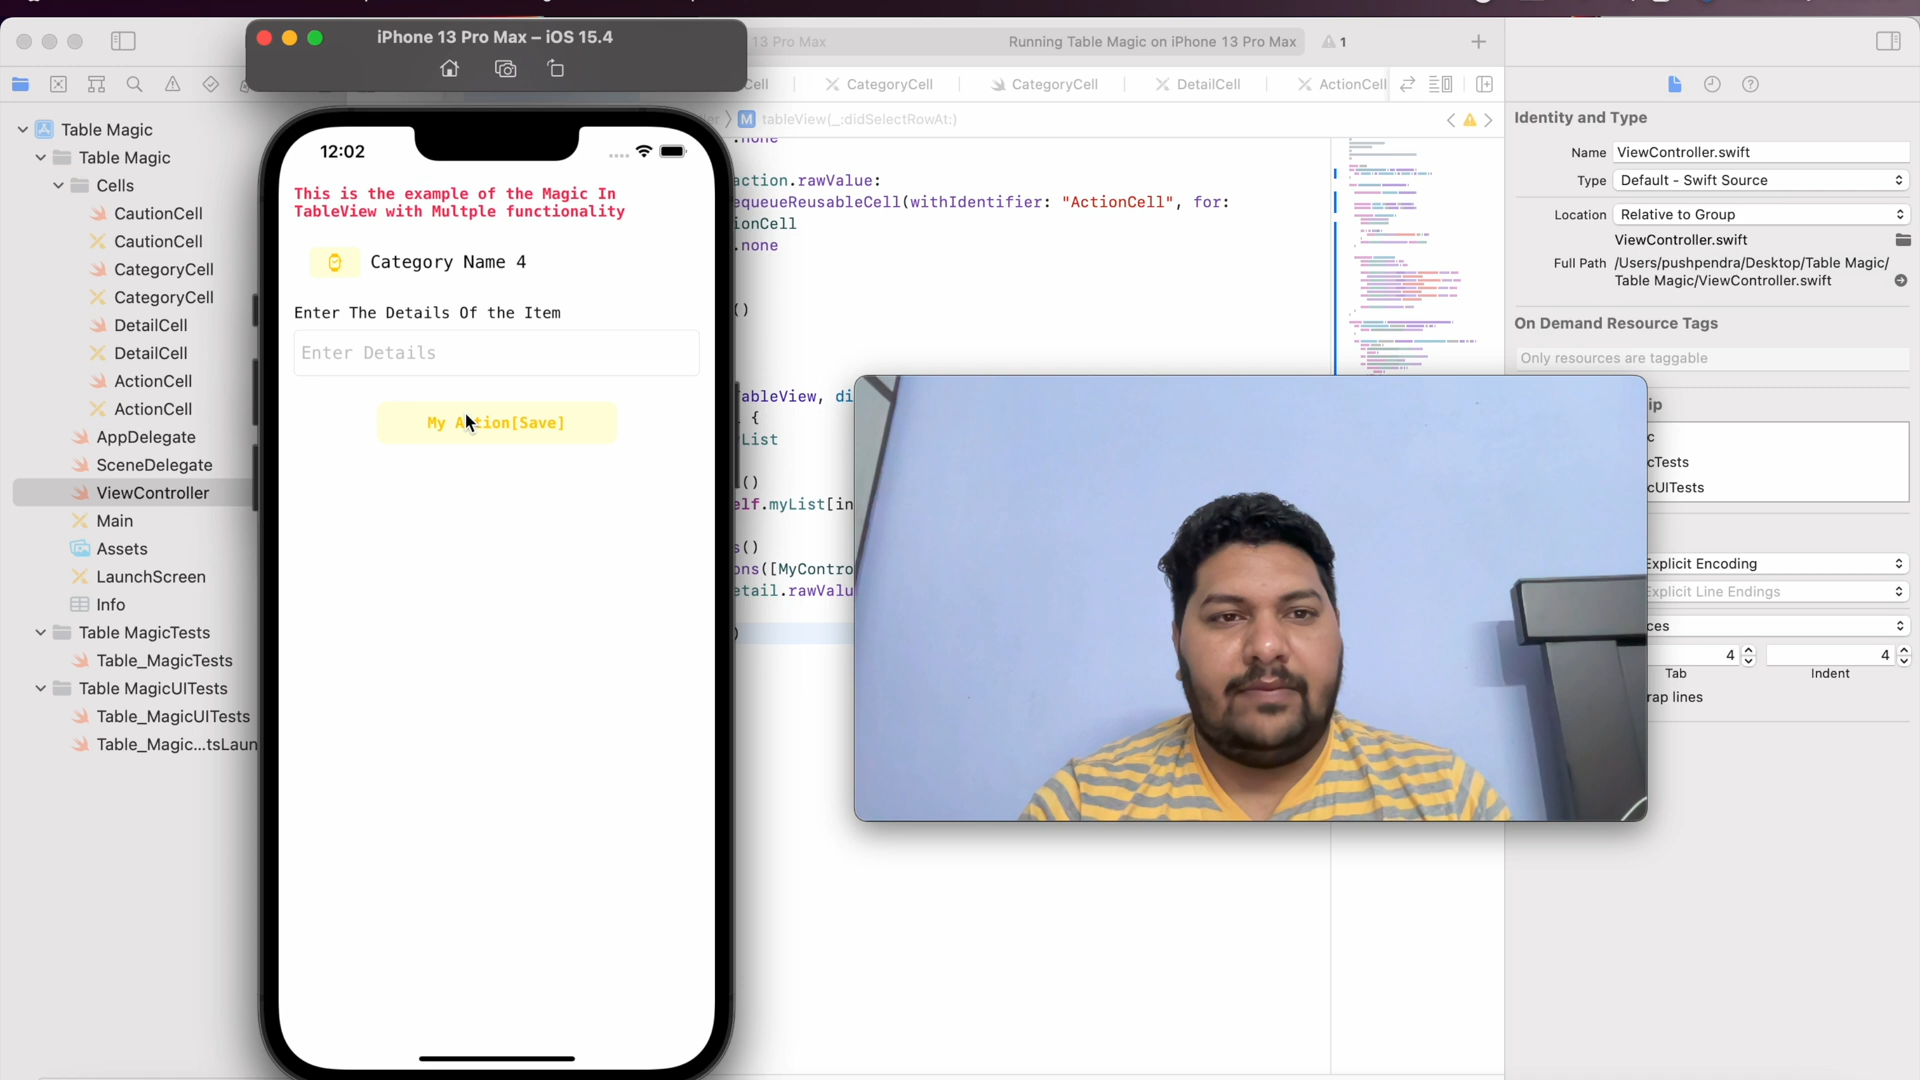 iPhone 13 Pro Max – iOS 15.4
13 Pro Max
Running Table Magic on iPhone 13 Pro Max
1
Cell
CategoryCell
CategoryCell
DetailCell
ActionCell
tableView(_:didSelectRowAt:)
Table Magic
Table Magic
Cells
CautionCell
CautionCell
CategoryCell
CategoryCell
DetailCell
DetailCell
ActionCell
ActionCell
AppDelegate
SceneDelegate
ViewController
Main
Assets
LaunchScreen
Info
Table MagicTests
Table_MagicTests
Table MagicUITests
Table_MagicUITests
Table_Magic...tsLaun
12:02
This is the example of the Magic In
TableView with Multple functionality
Category Name 4
Enter The Details Of the Item
Enter Details
My Action[Save]
.none
action.rawValue:
equeueReusableCell(withIdentifier: "ActionCell", for:
ionCell
.none
()
ableView, di
{
yList
()
elf.myList[in
s()
ons([MyContro
etail.rawValu
)
Identity and Type
Name ViewController.swift
Type Default - Swift Source
Location Relative to Group
ViewController.swift
Full Path /Users/pushpendra/Desktop/Table Magic/
Table Magic/ViewController.swift
On Demand Resource Tags
Only resources are taggable
ip
c
cTests
cUITests
Explicit Encoding
Explicit Line Endings
ces
4 4
Tab Indent
rap lines